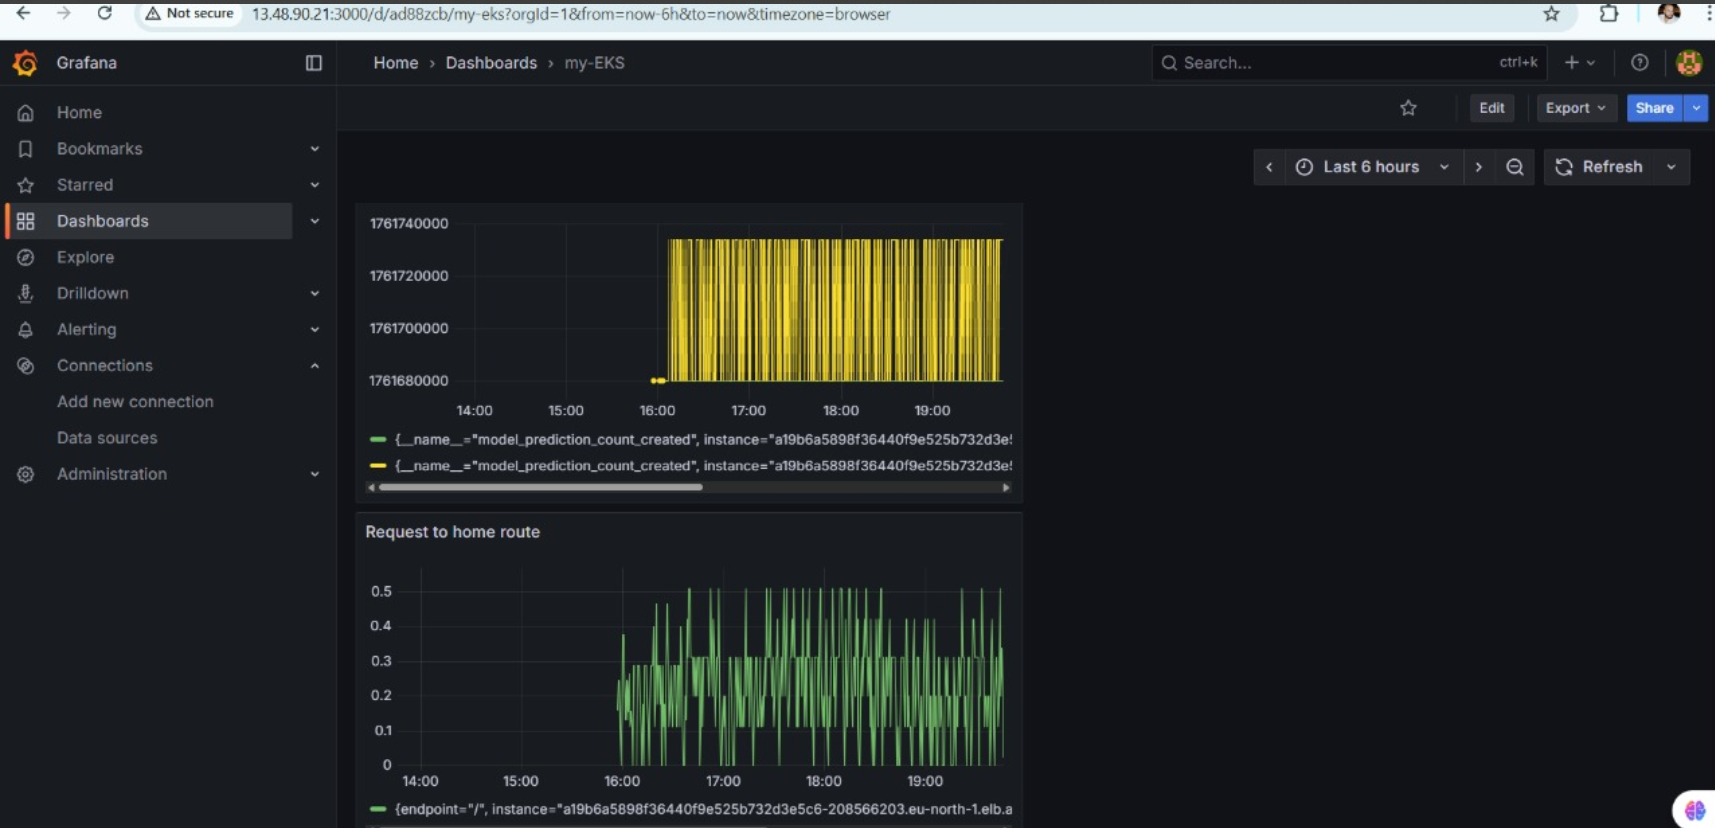 Not secure 13.48.90.21:3000/d/ad88zcb/my-eks?orgId=1&from=now-6h&to=now&timezone=browser
Grafana
Home › Dashboards › my-EKS
Search... ctrl+k
Edit Export Share
Home
Bookmarks
Starred
Dashboards
Explore
Drilldown
Alerting
Connections
Add new connection
Data sources
Administration
Last 6 hours Refresh
1761740000
1761720000
1761700000
1761680000
14:00 15:00 16:00 17:00 18:00 19:00
{__name__="model_prediction_count_created", instance="a19b6a5898f36440f9e525b732d3e5
{__name__="model_prediction_count_created", instance="a19b6a5898f36440f9e525b732d3e5
Request to home route
0.5
0.4
0.3
0.2
0.1
0
14:00 15:00 16:00 17:00 18:00 19:00
{endpoint="/", instance="a19b6a5898f36440f9e525b732d3e5c6-208566203.eu-north-1.elb.a